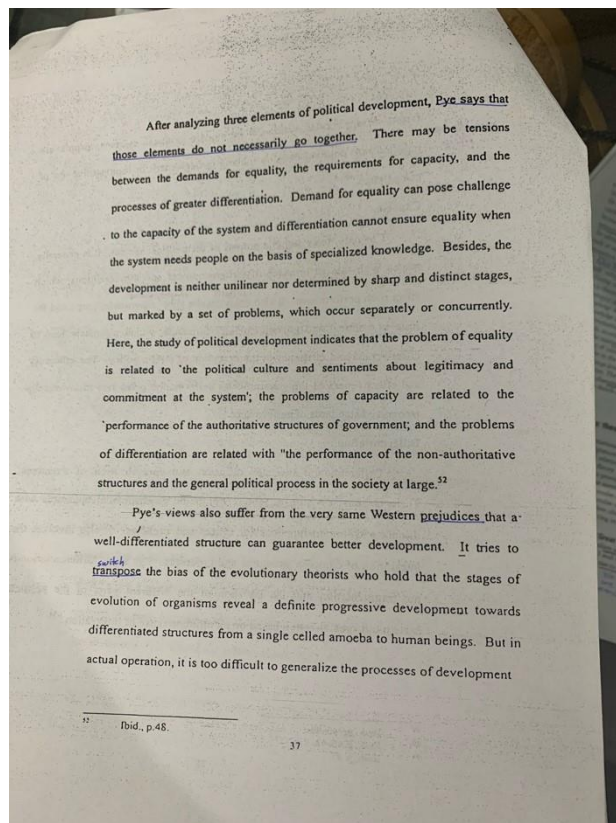 After analyzing three elements of political development, Pye says that
those elements do not necessarily go together. There may be tensions
between the demands for equality, the requirements for capacity, and the
processes of greater differentiation. Demand for equality can pose challenge
to the capacity of the system and differentiation cannot ensure equality when
the system needs people on the basis of specialized knowledge. Besides, the
development is neither unilinear nor determined by sharp and distinct stages,
but marked by a set of problems, which occur separately or concurrently.
Here, the study of political development indicates that the problem of equality
is related to 'the political culture and sentiments about legitimacy and
commitment at the system'; the problems of capacity are related to the
'performance of the authoritative structures of government; and the problems
of differentiation are related with "the performance of the non-authoritative
structures and the general political process in the society at large.52
Pye's views also suffer from the very same Western prejudices that a
well-differentiated structure can guarantee better development. It tries to
switch
transpose the bias of the evolutionary theorists who hold that the stages of
evolution of organisms reveal a definite progressive development towards
differentiated structures from a single celled amoeba to human beings. But in
actual operation, it is too difficult to generalize the processes of development
52 Ibid., p.48.
37